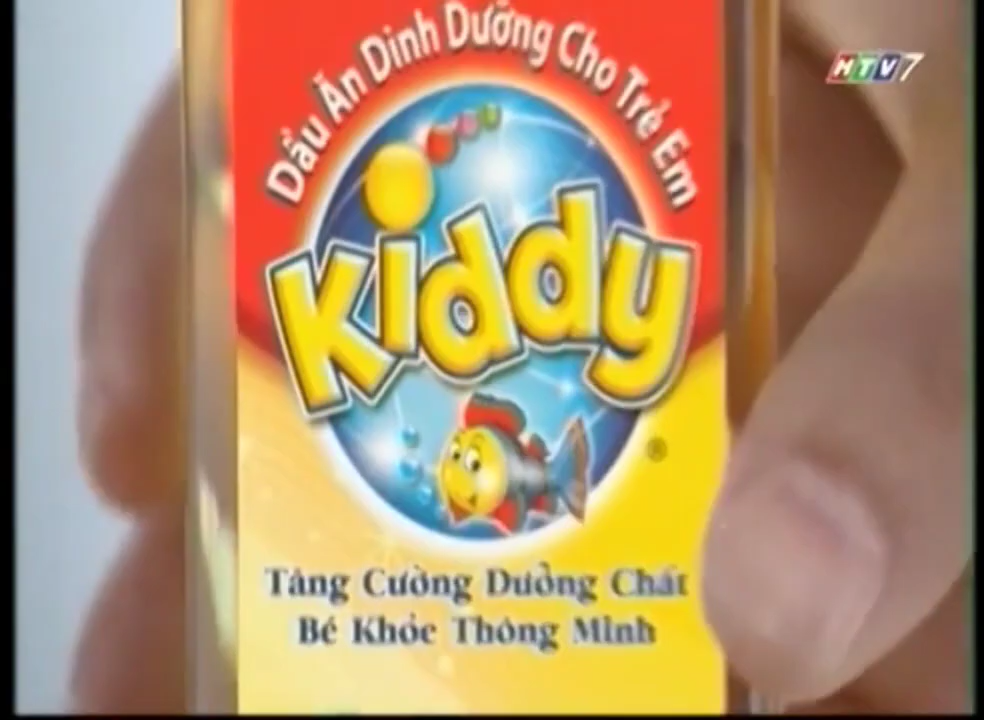 HTV7
Dầu Ăn Dinh Dưỡng Cho Trẻ Em
Kiddy
®
Tăng Cường Dưỡng Chất
Bé Khỏe Thông Minh